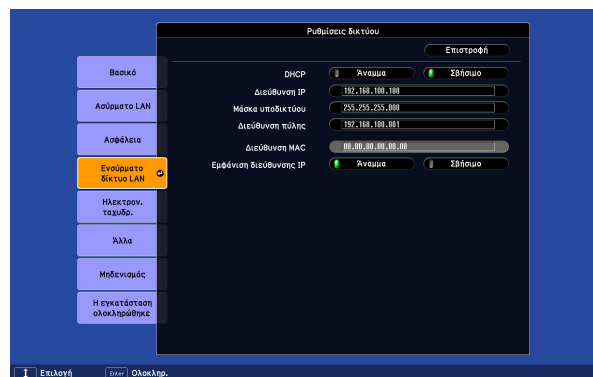 Ρυθμίσεις δικτύου
Επιστροφή
Βασικό
Ασύρματο LAN
Ασφάλεια
Ενσύρματο
δίκτυο LAN
Ηλεκτρον.
ταχυδρ.
Άλλα
Μηδενισμός
Η εγκατάσταση
ολοκληρώθηκε
DHCP Άναμμα Σβήσιμο
Διεύθυνση IP 192.168.100.100
Μάσκα υποδικτύου 255.255.255.000
Διεύθυνση πύλης 192.168.100.001
Διεύθυνση MAC 00.00.00.00.00.00
Εμφάνιση διεύθυνσης IP Άναμμα Σβήσιμο
Επιλογή Enter Ολοκληρ.